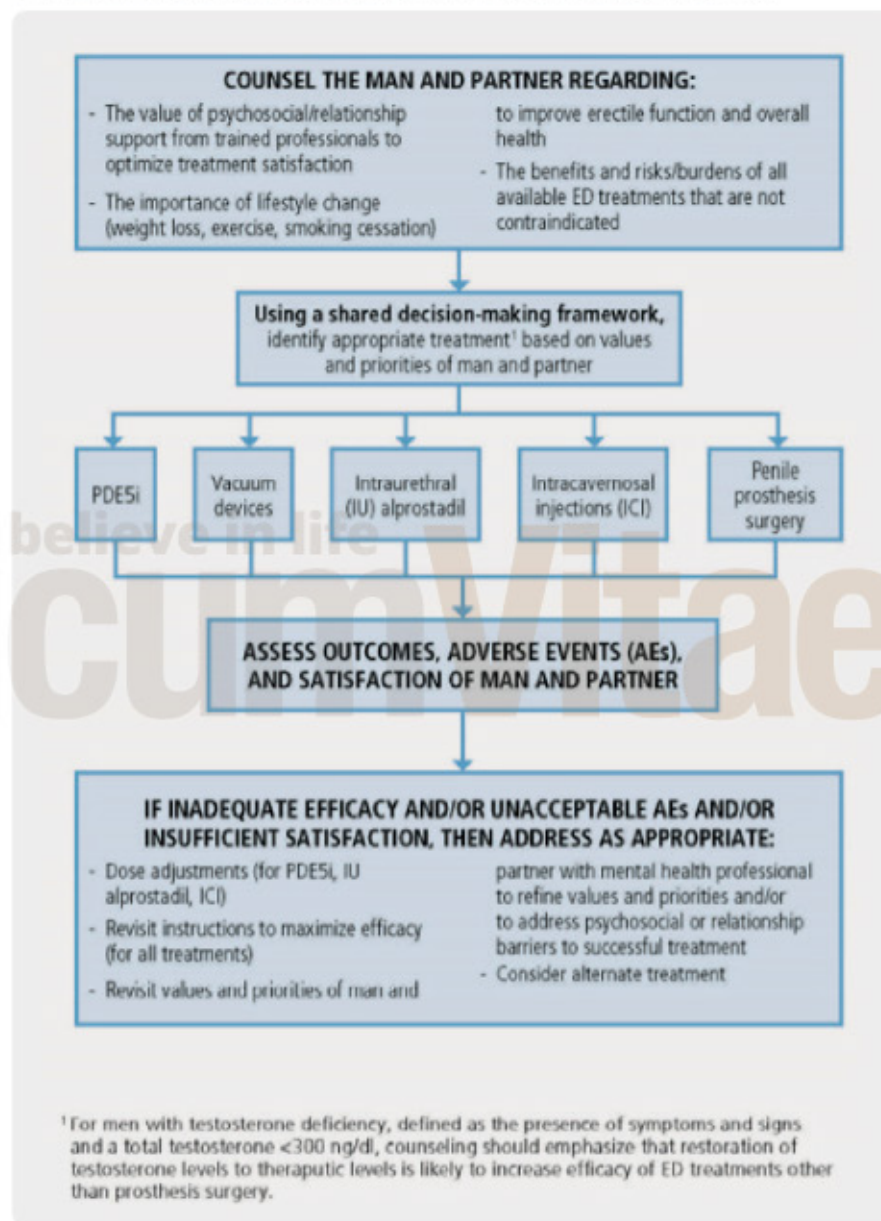 COUNSEL THE MAN AND PARTNER REGARDING:
- The value of psychosocial/relationship
support from trained professionals to
optimize treatment satisfaction
- The importance of lifestyle change
(weight loss, exercise, smoking cessation)
to improve erectile function and overall
health
- The benefits and risks/burdens of all
available ED treatments that are not
contraindicated
Using a shared decision-making framework,
identify appropriate treatment¹ based on values
and priorities of man and partner
PDE5i
Vacuum
devices
Intraurethral
(IU) alprostadil
Intracavernosal
injections (ICI)
Penile
prosthesis
surgery
believe in life
cumVitae
ASSESS OUTCOMES, ADVERSE EVENTS (AEs),
AND SATISFACTION OF MAN AND PARTNER
IF INADEQUATE EFFICACY AND/OR UNACCEPTABLE AEs AND/OR
INSUFFICIENT SATISFACTION, THEN ADDRESS AS APPROPRIATE:
- Dose adjustments (for PDE5i, IU
alprostadil, ICI)
- Revisit instructions to maximize efficacy
(for all treatments)
- Revisit values and priorities of man and
partner with mental health professional
to refine values and priorities and/or
to address psychosocial or relationship
barriers to successful treatment
- Consider alternate treatment
¹ For men with testosterone deficiency, defined as the presence of symptoms and signs
and a total testosterone <300 ng/dl, counseling should emphasize that restoration of
testosterone levels to theraputic levels is likely to increase efficacy of ED treatments other
than prosthesis surgery.